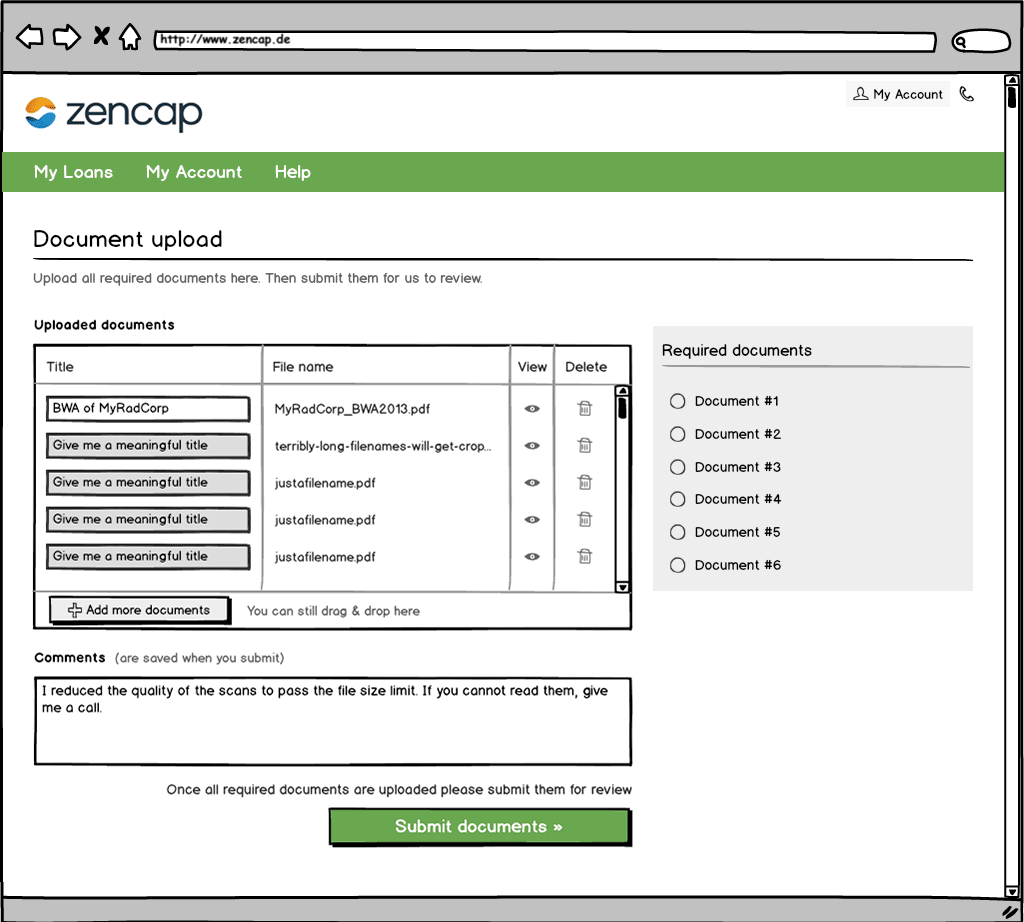 http://www.zencap.de
My Account
zencap
My Loans My Account Help
Document upload
Upload all required documents here. Then submit them for us to review.
Uploaded documents
Title File name View Delete
BWA of MyRadCorp MyRadCorp_BWA2013.pdf
Give me a meaningful title terribly-long-filenames-will-get-crop...
Give me a meaningful title justafilename.pdf
Give me a meaningful title justafilename.pdf
Give me a meaningful title justafilename.pdf
Add more documents You can still drag & drop here
Required documents
Document #1
Document #2
Document #3
Document #4
Document #5
Document #6
Comments (are saved when you submit)
I reduced the quality of the scans to pass the file size limit. If you cannot read them, give
me a call.
Once all required documents are uploaded please submit them for review
Submit documents »